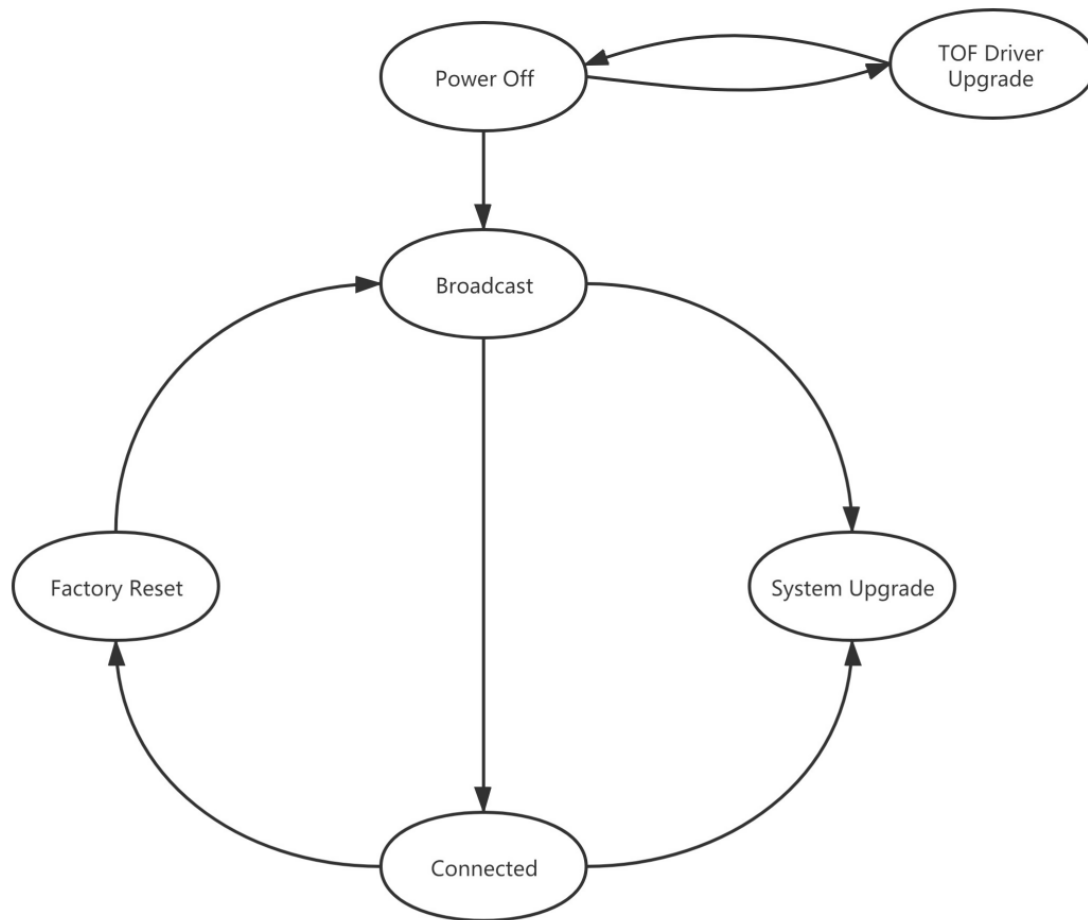 Power Off
TOF Driver
Upgrade
Broadcast
Factory Reset
System Upgrade
Connected